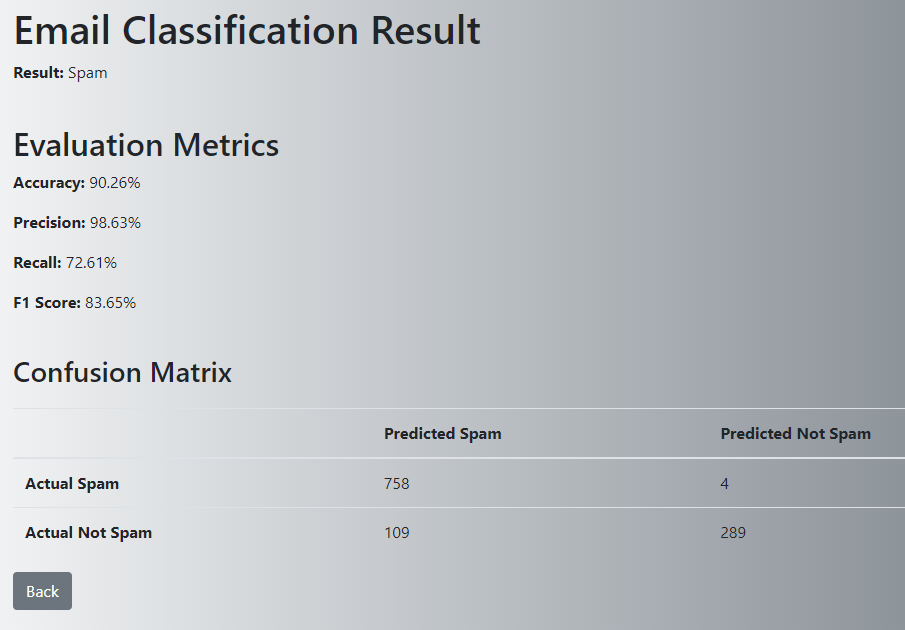 Email Classification Result
Result: Spam
Evaluation Metrics
Accuracy: 90.26%
Precision: 98.63%
Recall: 72.61%
F1 Score: 83.65%
Confusion Matrix
Predicted Spam Predicted Not Spam
Actual Spam 758 4
Actual Not Spam 109 289
Back